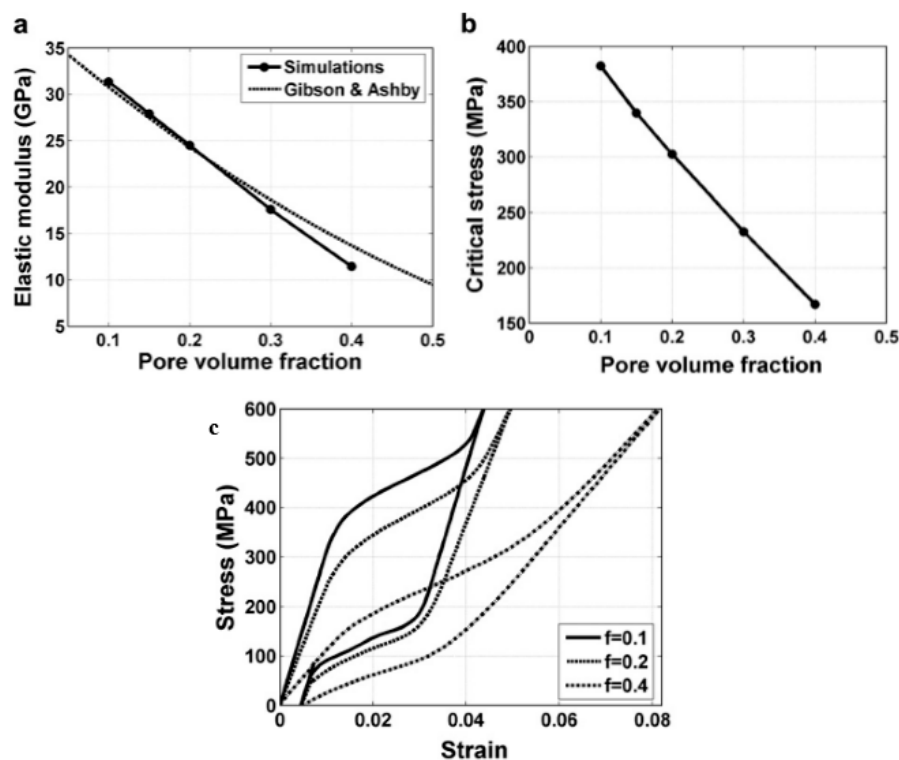 a
Elastic modulus (GPa)
40
35
30
25
20
15
10
5
0.1 0.2 0.3 0.4 0.5
Pore volume fraction
Simulations
Gibson & Ashby
b
Critical stress (MPa)
400
350
300
250
200
150
0 0.1 0.2 0.3 0.4 0.5
Pore volume fraction
c
Stress (MPa)
600
500
400
300
200
100
0
0 0.02 0.04 0.06 0.08
Strain
f=0.1
f=0.2
f=0.4